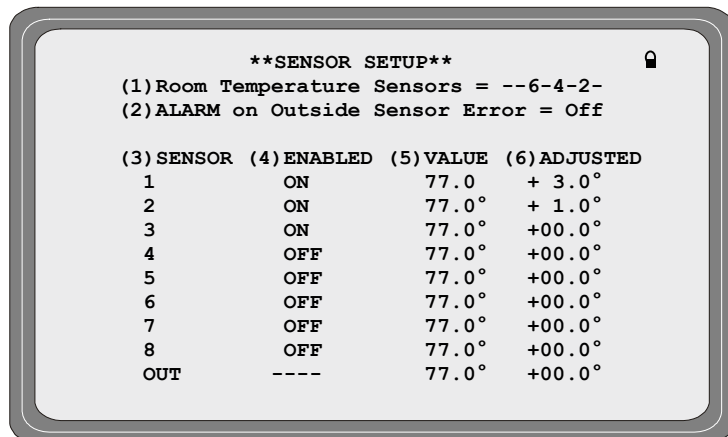 **SENSOR SETUP**
(1)Room Temperature Sensors = --6-4-2-
(2)ALARM on Outside Sensor Error = Off
(3)SENSOR (4)ENABLED (5)VALUE (6)ADJUSTED
1 ON 77.0 + 3.0°
2 ON 77.0° + 1.0°
3 ON 77.0° +00.0°
4 OFF 77.0° +00.0°
5 OFF 77.0° +00.0°
6 OFF 77.0° +00.0°
7 OFF 77.0° +00.0°
8 OFF 77.0° +00.0°
OUT ---- 77.0° +00.0°